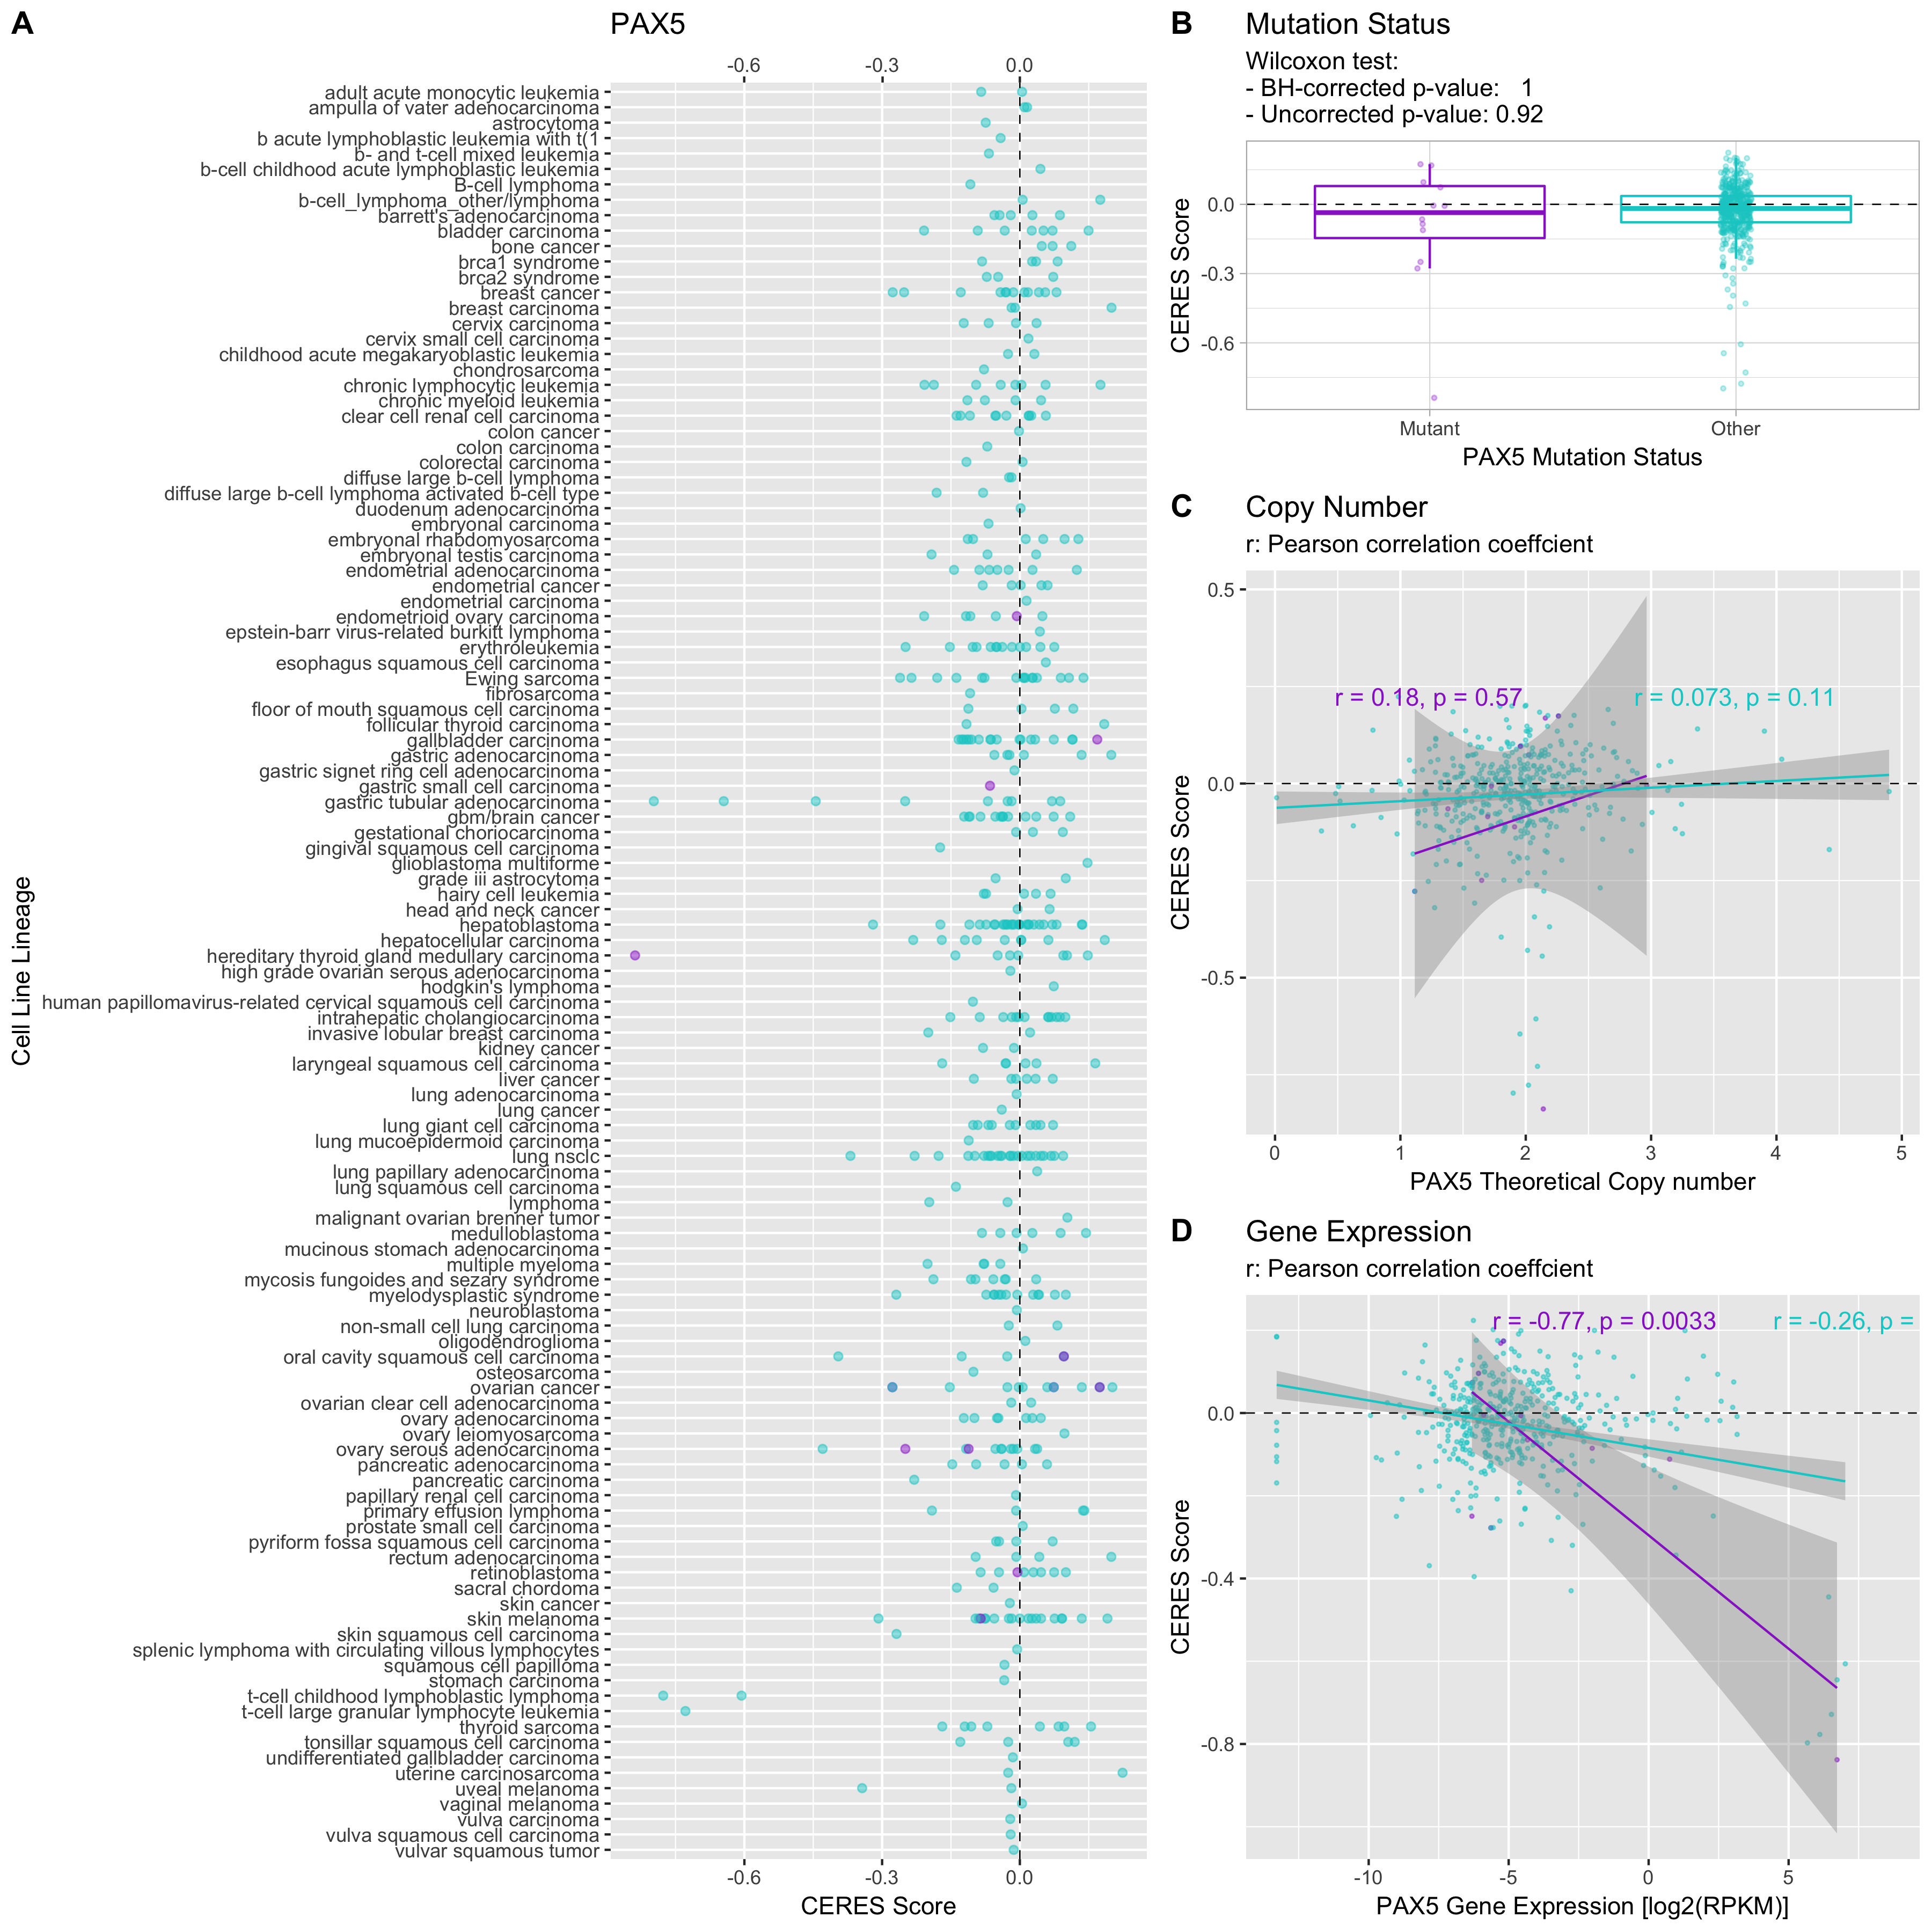 A
PAX5
-0.6 -0.3 0.0
adult acute monocytic leukemia
ampulla of vater adenocarcinoma
astrocytoma
b acute lymphoblastic leukemia with t(1
b- and t-cell mixed leukemia
b-cell childhood acute lymphoblastic leukemia
B-cell lymphoma
b-cell_lymphoma_other/lymphoma
barrett's adenocarcinoma
bladder carcinoma
bone cancer
brca1 syndrome
brca2 syndrome
breast cancer
breast carcinoma
cervix carcinoma
cervix small cell carcinoma
childhood acute megakaryoblastic leukemia
chondrosarcoma
chronic lymphocytic leukemia
chronic myeloid leukemia
clear cell renal cell carcinoma
colon cancer
colon carcinoma
colorectal carcinoma
diffuse large b-cell lymphoma
diffuse large b-cell lymphoma activated b-cell type
duodenum adenocarcinoma
embryonal carcinoma
embryonal rhabdomyosarcoma
embryonal testis carcinoma
endometrial adenocarcinoma
endometrial cancer
endometrial carcinoma
endometrioid ovary carcinoma
epstein-barr virus-related burkitt lymphoma
erythroleukemia
esophagus squamous cell carcinoma
Ewing sarcoma
fibrosarcoma
floor of mouth squamous cell carcinoma
follicular thyroid carcinoma
gallbladder carcinoma
gastric adenocarcinoma
gastric signet ring cell adenocarcinoma
gastric small cell carcinoma
gastric tubular adenocarcinoma
gbm/brain cancer
gestational choriocarcinoma
gingival squamous cell carcinoma
glioblastoma multiforme
grade iii astrocytoma
hairy cell leukemia
head and neck cancer
hepatoblastoma
hepatocellular carcinoma
hereditary thyroid gland medullary carcinoma
high grade ovarian serous adenocarcinoma
hodgkin's lymphoma
human papillomavirus-related cervical squamous cell carcinoma
intrahepatic cholangiocarcinoma
invasive lobular breast carcinoma
kidney cancer
laryngeal squamous cell carcinoma
liver cancer
lung adenocarcinoma
lung cancer
lung giant cell carcinoma
lung mucoepidermoid carcinoma
lung nsclc
lung papillary adenocarcinoma
lung squamous cell carcinoma
lymphoma
malignant ovarian brenner tumor
medulloblastoma
mucinous stomach adenocarcinoma
multiple myeloma
mycosis fungoides and sezary syndrome
myelodysplastic syndrome
neuroblastoma
non-small cell lung carcinoma
oligodendroglioma
oral cavity squamous cell carcinoma
osteosarcoma
ovarian cancer
ovarian clear cell adenocarcinoma
ovary adenocarcinoma
ovary leiomyosarcoma
ovary serous adenocarcinoma
pancreatic adenocarcinoma
pancreatic carcinoma
papillary renal cell carcinoma
primary effusion lymphoma
prostate small cell carcinoma
pyriform fossa squamous cell carcinoma
rectum adenocarcinoma
retinoblastoma
sacral chordoma
skin cancer
skin melanoma
skin squamous cell carcinoma
splenic lymphoma with circulating villous lymphocytes
squamous cell papilloma
stomach carcinoma
t-cell childhood lymphoblastic lymphoma
t-cell large granular lymphocyte leukemia
thyroid sarcoma
tonsillar squamous cell carcinoma
undifferentiated gallbladder carcinoma
uterine carcinosarcoma
uveal melanoma
vaginal melanoma
vulva carcinoma
vulva squamous cell carcinoma
vulvar squamous tumor
-0.6 -0.3 0.0
CERES Score
Cell Line Lineage
B
Mutation Status
Wilcoxon test:
- BH-corrected p-value: 1
- Uncorrected p-value: 0.92
0.0
-0.3
-0.6
CERES Score
Mutant Other
PAX5 Mutation Status
C
Copy Number
r: Pearson correlation coeffcient
r = 0.18, p = 0.57 r = 0.073, p = 0.11
0.5
0.0
-0.5
CERES Score
0 1 2 3 4 5
PAX5 Theoretical Copy number
D
Gene Expression
r: Pearson correlation coeffcient
r = -0.77, p = 0.0033 r = -0.26, p =
0.0
-0.4
-0.8
CERES Score
-10 -5 0 5
PAX5 Gene Expression [log2(RPKM)]